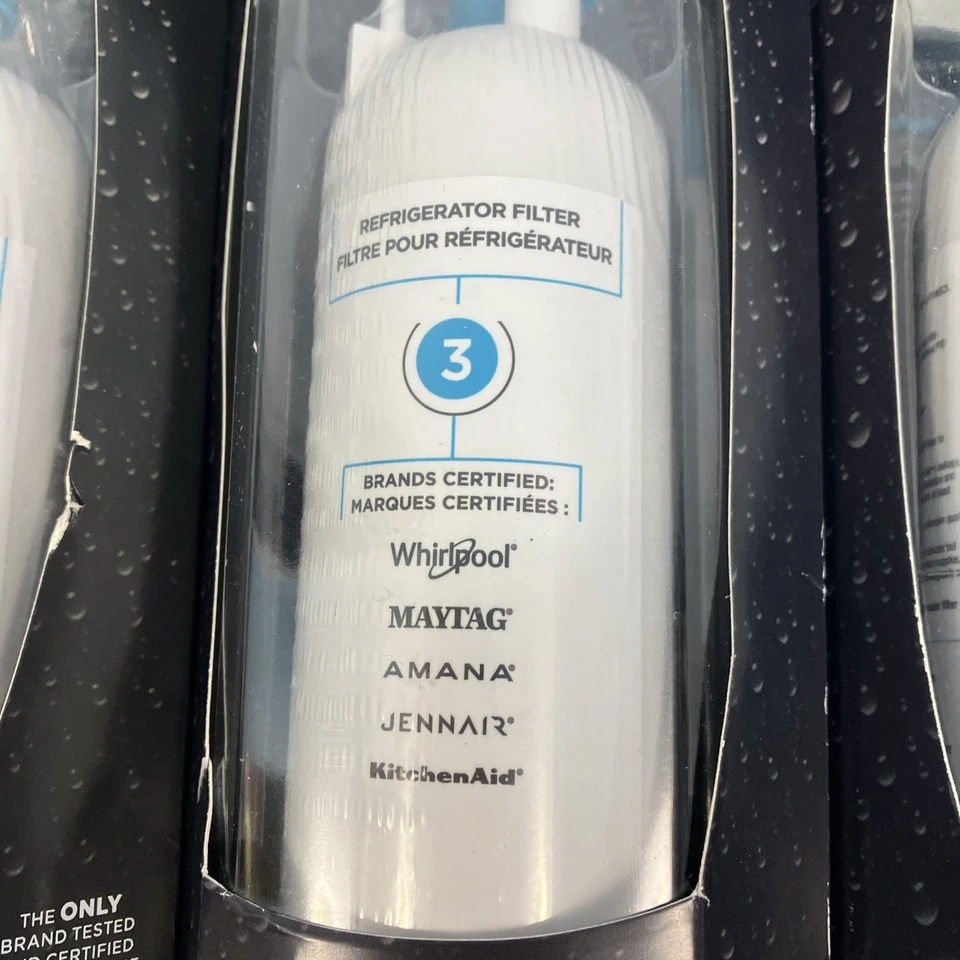 REFRIGERATOR FILTER
FILTRE POUR RÉFRIGÉRATEUR
3
BRANDS CERTIFIED:
MARQUES CERTIFIÉES :
Whirlpool®
MAYTAG®
AMANA®
JENNAIR®
KitchenAid®
THE ONLY
BRAND TESTED
CERTIFIED